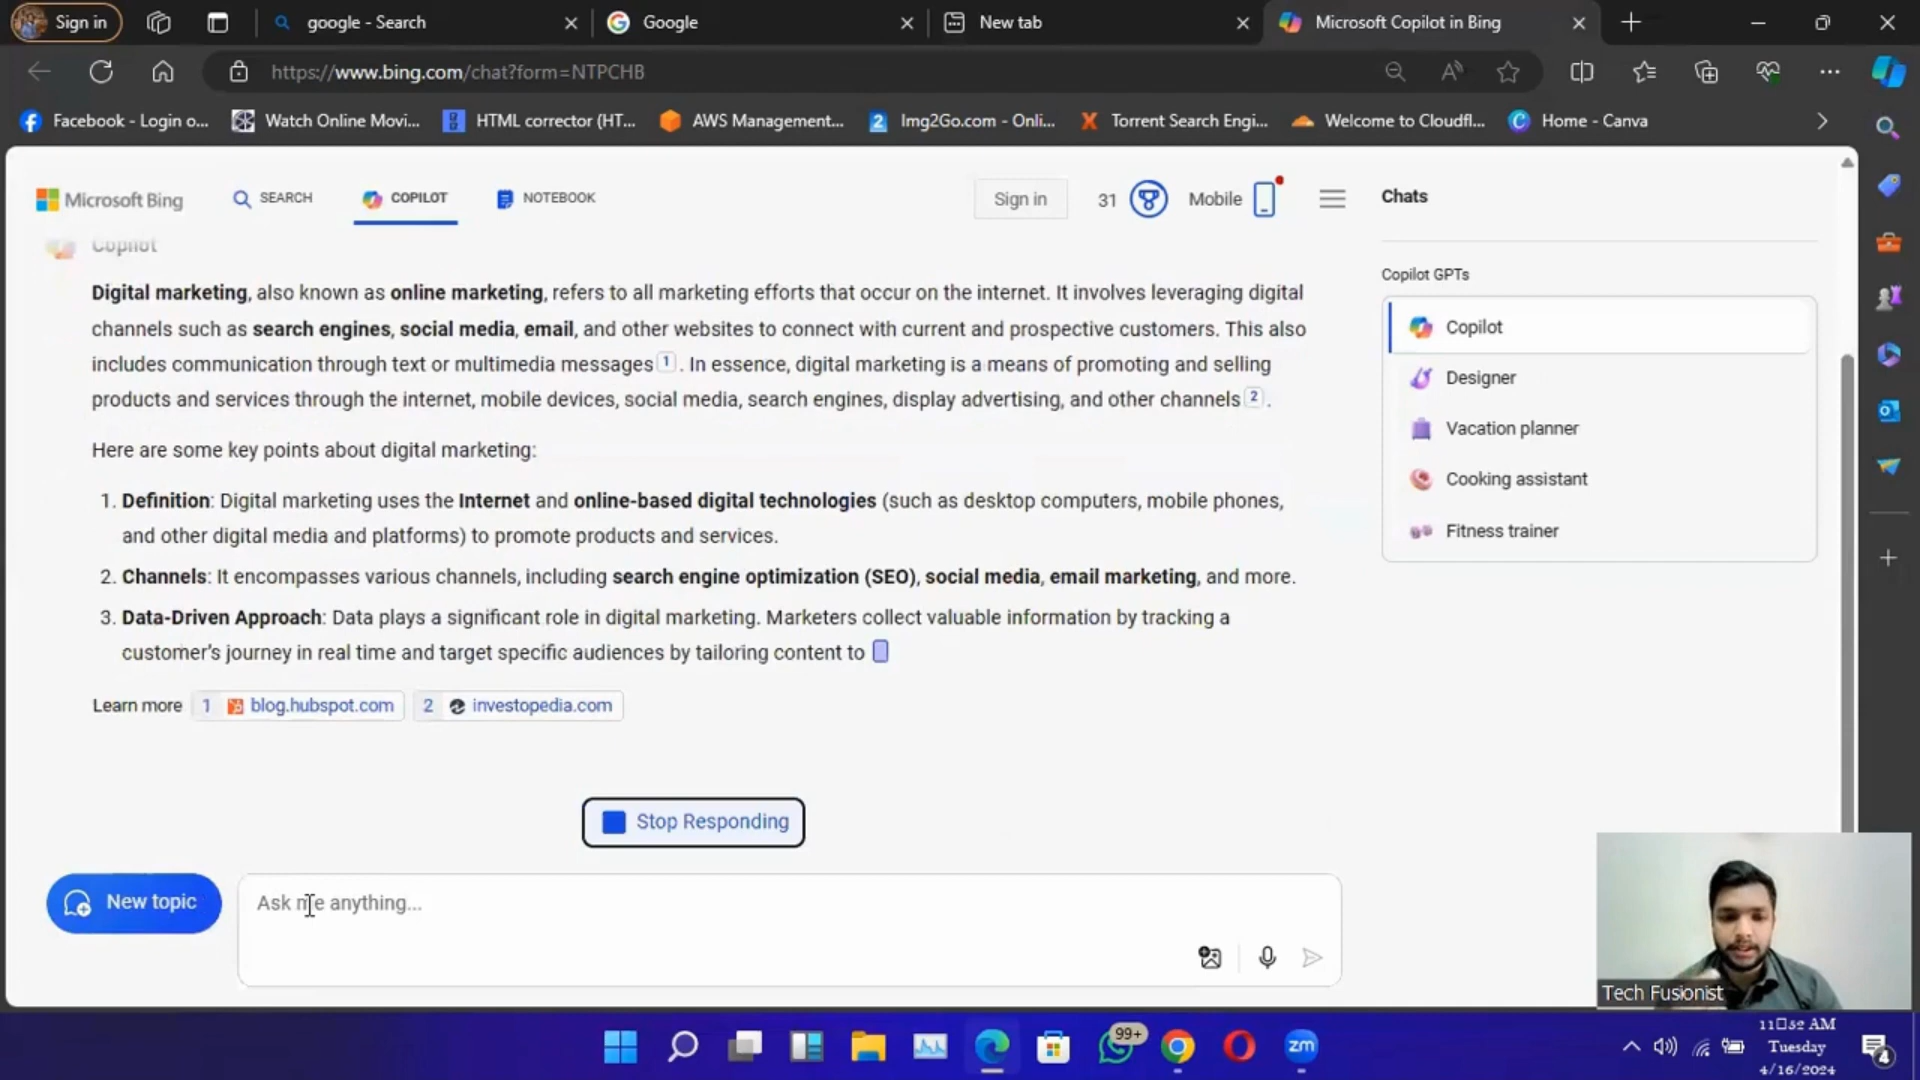 Sign in
google - Search
Google
New tab
Microsoft Copilot in Bing
https://www.bing.com/chat?form=NTPCHB
Facebook - Login o...
Watch Online Movi...
HTML corrector (HT...
AWS Management...
Img2Go.com - Onli...
Torrent Search Engi...
Welcome to Cloudfl...
Home - Canva
Microsoft Bing
SEARCH
COPILOT
NOTEBOOK
Sign in
31
Mobile
Chats
Copilot
Digital marketing, also known as online marketing, refers to all marketing efforts that occur on the internet. It involves leveraging digital
channels such as search engines, social media, email, and other websites to connect with current and prospective customers. This also
includes communication through text or multimedia messages 1 . In essence, digital marketing is a means of promoting and selling
products and services through the internet, mobile devices, social media, search engines, display advertising, and other channels 2 .
Here are some key points about digital marketing:
1. Definition: Digital marketing uses the Internet and online-based digital technologies (such as desktop computers, mobile phones,
and other digital media and platforms) to promote products and services.
2. Channels: It encompasses various channels, including search engine optimization (SEO), social media, email marketing, and more.
3. Data-Driven Approach: Data plays a significant role in digital marketing. Marketers collect valuable information by tracking a
customer's journey in real time and target specific audiences by tailoring content to
Learn more 1 blog.hubspot.com 2 investopedia.com
Stop Responding
New topic
Ask me anything...
Copilot GPTs
Copilot
Designer
Vacation planner
Cooking assistant
Fitness trainer
Tech Fusionist
99+
zm
11□52 AM
Tuesday
4/16/2024
4